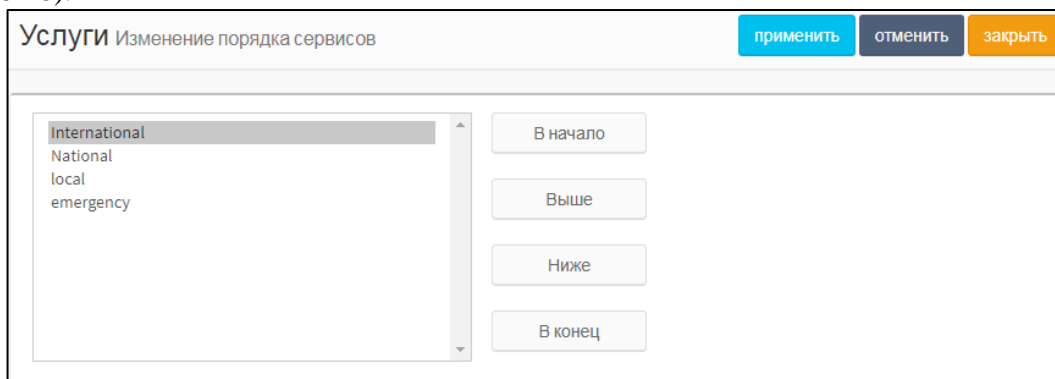 Услуги Изменение порядка сервисов
применить отменить закрыть
International
National
local
emergency
В начало
Выше
Ниже
В конец